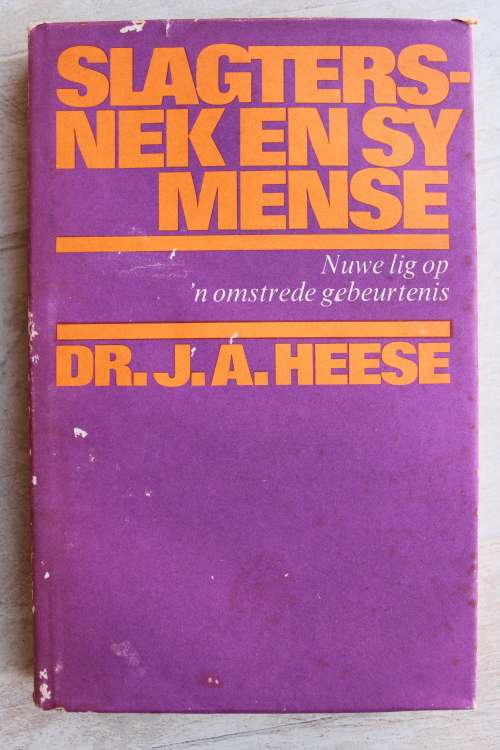 SLAGTERS-
NEK EN SY
MENSE
Nuwe lig op
'n omstrede gebeurtenis
DR. J. A. HEESE